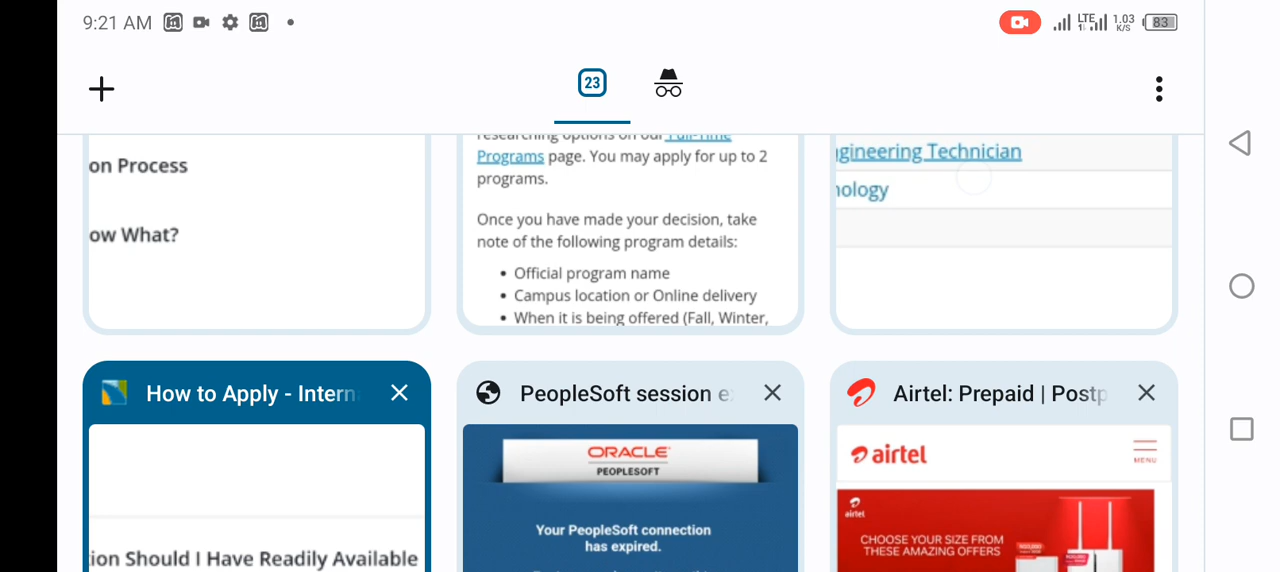 9:21 AM
LTE
1.03
K/S
83
23
on Process
ow What?
researching options on our Full-Time
Programs page. You may apply for up to 2
programs.
Once you have made your decision, take
note of the following program details:
• Official program name
• Campus location or Online delivery
• When it is being offered (Fall, Winter,
gineering Technician
nology
How to Apply - Intern
PeopleSoft session e
Airtel: Prepaid | Postp
tion Should I Have Readily Available
ORACLE
PEOPLESOFT
Your PeopleSoft connection
has expired.
airtel
MENU
airtel
CHOOSE YOUR SIZE FROM
THESE AMAZING OFFERS